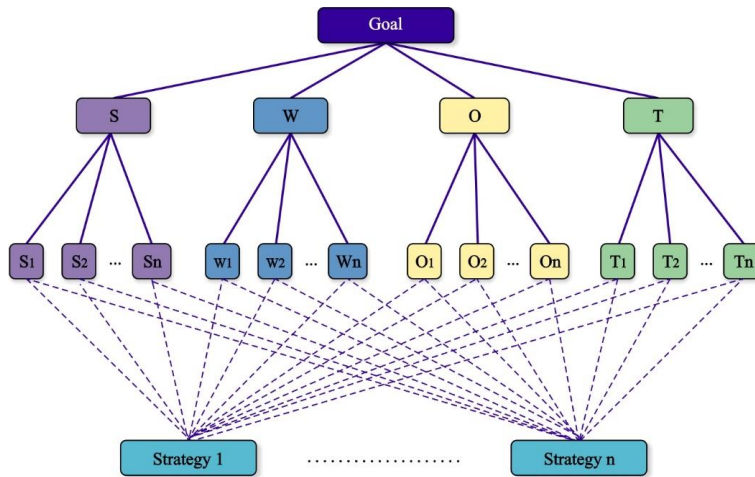 Goal
S W O T
S1 S2 ... Sn w1 w2 ... Wn O1 O2 ... On T1 T2 ... Tn
Strategy 1 .................... Strategy n